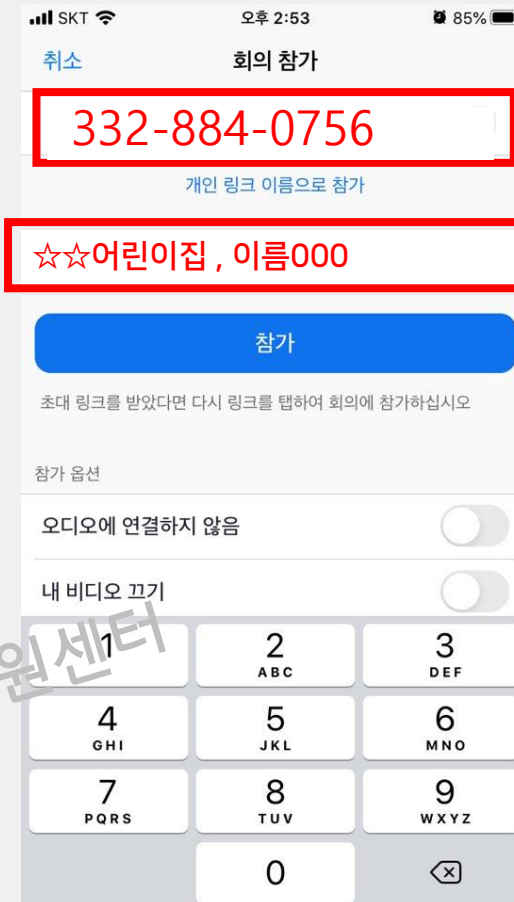 SKT 오후 2:53 85%
취소 회의 참가
332-884-0756
개인 링크 이름으로 참가
☆☆어린이집 , 이름000
참가
초대 링크를 받았다면 다시 링크를 탭하여 회의에 참가하십시오
참가 옵션
오디오에 연결하지 않음
내 비디오 끄기
원센터
1 2 3
ABC DEF
4 5 6
GHI JKL MNO
7 8 9
PQRS TUV WXYZ
0